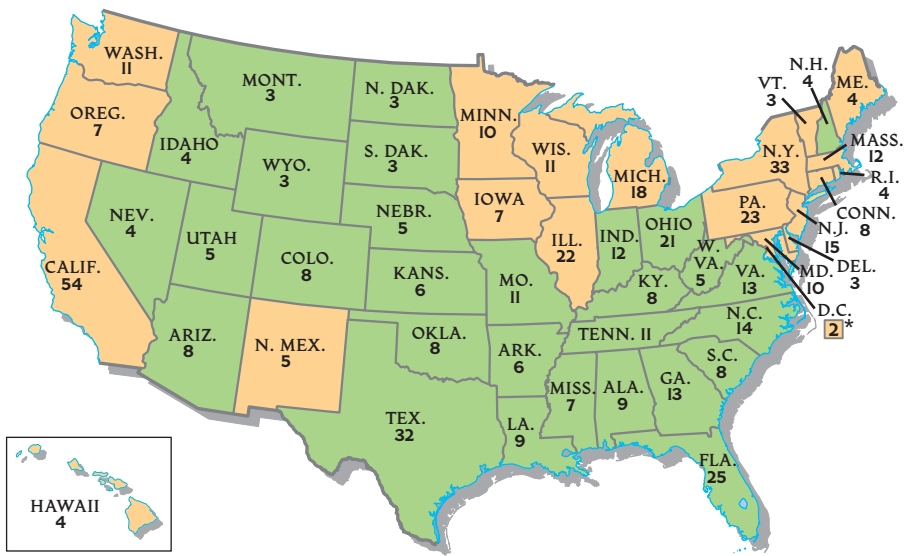 WASH.
11
OREG.
7
CALIF.
54
NEV.
4
IDAHO
4
MONT.
3
WYO.
3
UTAH
5
ARIZ.
8
COLO.
8
N. MEX.
5
N. DAK.
3
S. DAK.
3
NEBR.
5
KANS.
6
OKLA.
8
TEX.
32
MINN.
10
IOWA
7
MO.
11
ARK.
6
LA.
9
WIS.
11
ILL.
22
MICH.
18
IND.
12
OHIO
21
KY.
8
TENN. 11
MISS.
7
ALA.
9
GA.
13
FLA.
25
S.C.
8
N.C.
14
VA.
13
W.
VA.
5
PA.
23
N.Y.
33
VT.
3
N.H.
4
ME.
4
MASS.
12
R.I.
4
CONN.
8
N.J.
15
DEL.
3
MD.
10
D.C.
2*
HAWAII
4